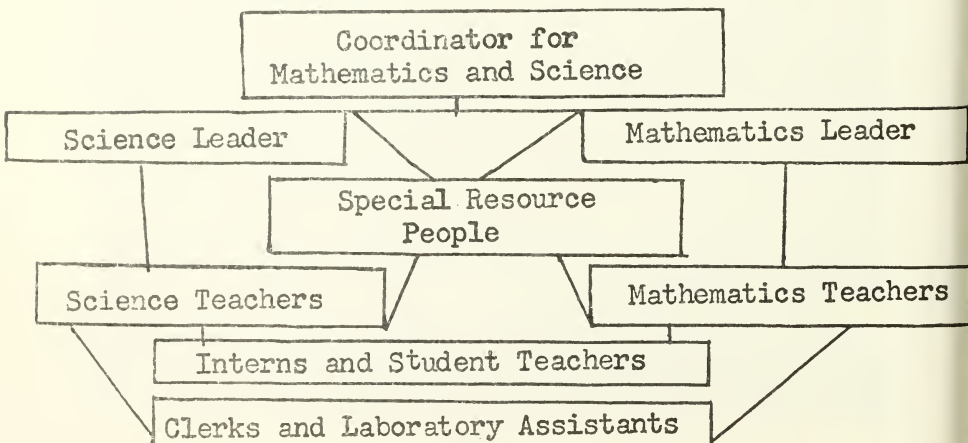 Coordinator for
Mathematics and Science
Science Leader
Mathematics Leader
Special Resource
People
Science Teachers
Mathematics Teachers
Interns and Student Teachers
Clerks and Laboratory Assistants